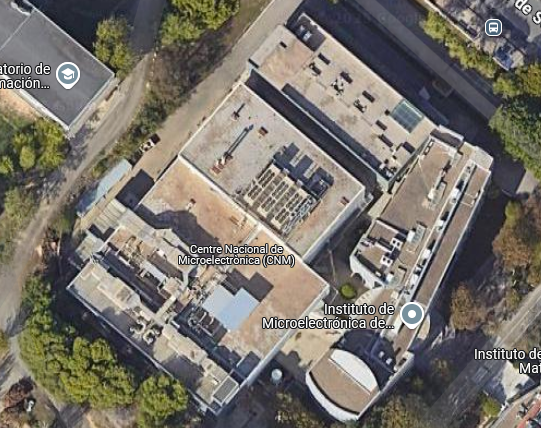 de S
atorio de
mación...
Centre Nacional de
Microelectrònica (CNM)
Instituto de
Microelectrónica de...
Instituto de
Mat